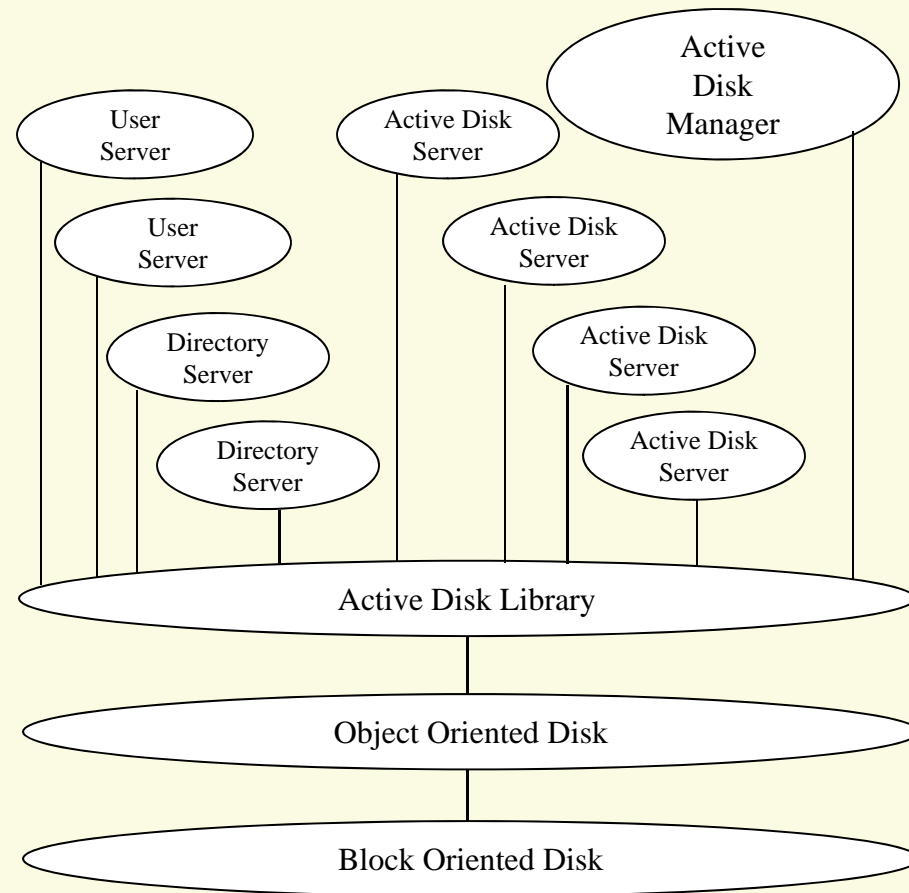 Active
Disk
Manager
User
Server
Active Disk
Server
User
Server
Active Disk
Server
Directory
Server
Active Disk
Server
Directory
Server
Active Disk
Server
Active Disk Library
Object Oriented Disk
Block Oriented Disk